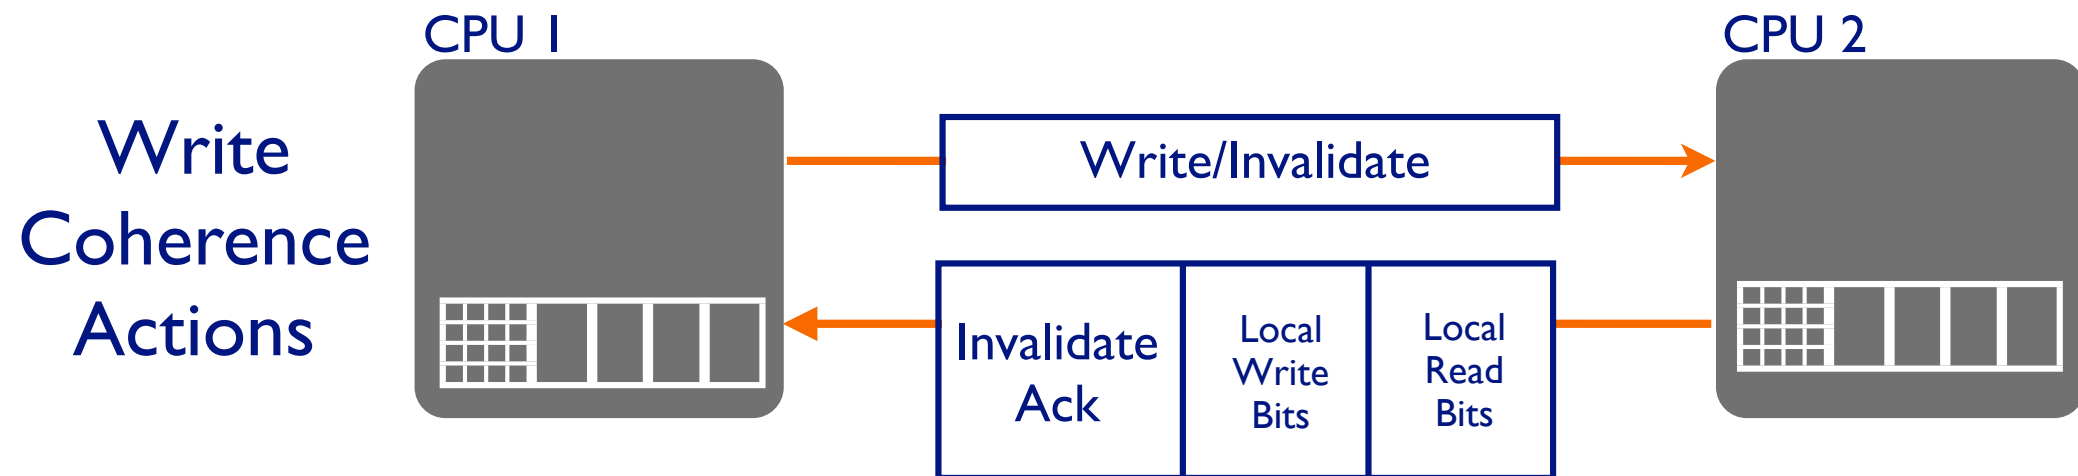 CPU 1
CPU 2
Write
Coherence
Actions
Write/Invalidate
Invalidate
Ack
Local
Write
Bits
Local
Read
Bits